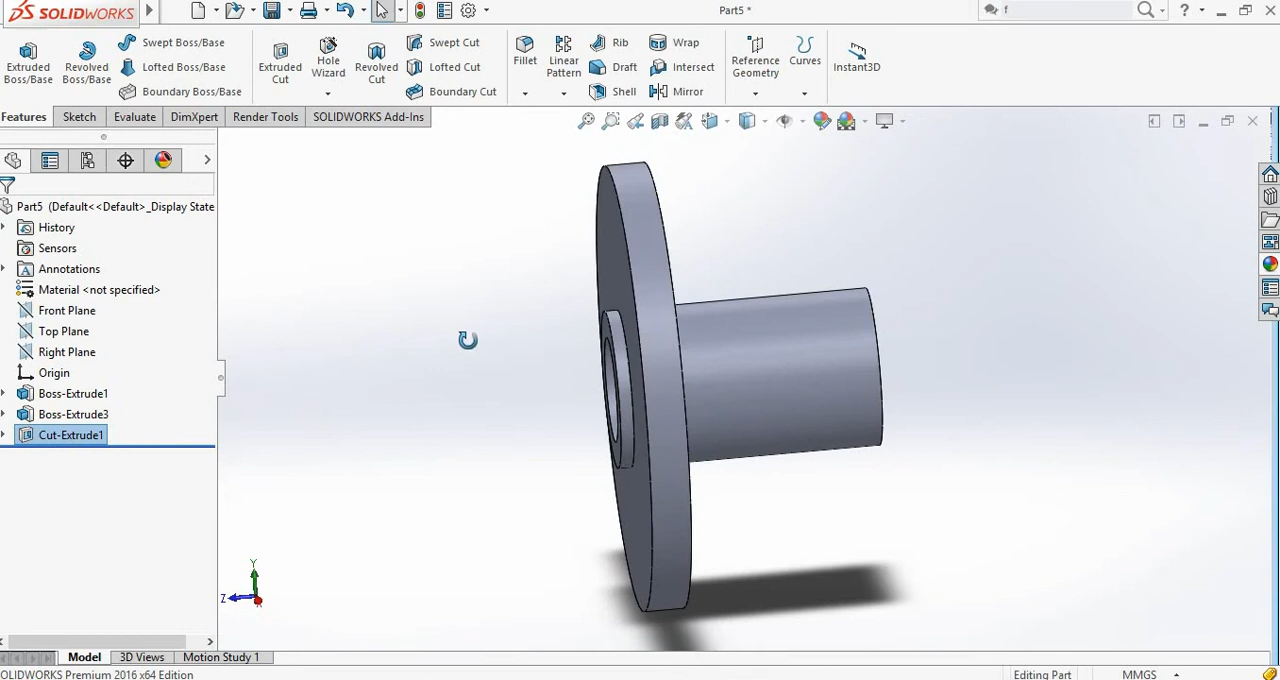 SOLIDWORKS
Part5 *
f
?
Extruded Boss/Base
Revolved Boss/Base
Swept Boss/Base
Lofted Boss/Base
Boundary Boss/Base
Extruded Cut
Hole Wizard
Revolved Cut
Swept Cut
Lofted Cut
Boundary Cut
Fillet
Linear Pattern
Rib
Draft
Shell
Wrap
Intersect
Mirror
Reference Geometry
Curves
Instant3D
Features
Sketch
Evaluate
DimXpert
Render Tools
SOLIDWORKS Add-Ins
Part5 (Default<<Default>_Display State
History
Sensors
Annotations
Material <not specified>
Front Plane
Top Plane
Right Plane
Origin
Boss-Extrude1
Boss-Extrude3
Cut-Extrude1
Y
Z
X
Model
3D Views
Motion Study 1
OLIDWORKS Premium 2016 x64 Edition
Editing Part
MMGS